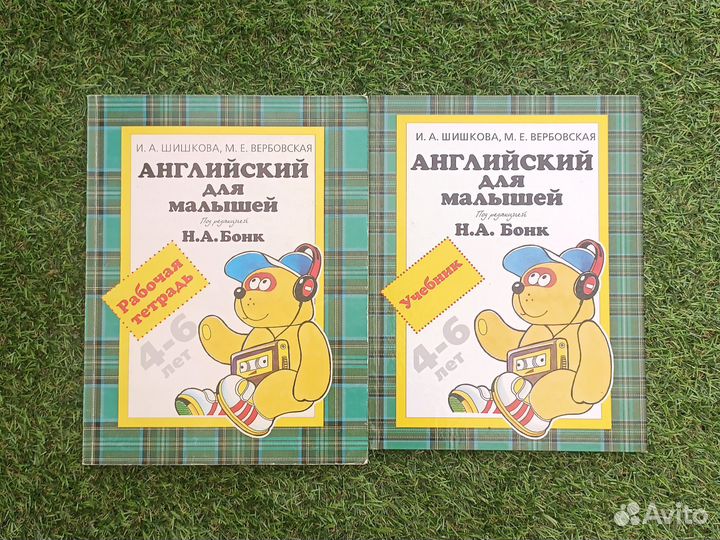 И. А. ШИШКОВА, М. Е. ВЕРБОВСКАЯ
АНГЛИЙСКИЙ
ДЛЯ
МАЛЫШЕЙ
Под редакцией
Н.А.Бонк
Рабочая
тетрадь
4-6
лет
И. А. ШИШКОВА, М. Е. ВЕРБОВСКАЯ
АНГЛИЙСКИЙ
ДЛЯ
МАЛЫШЕЙ
Под редакцией
Н.А. Бонк
Учебник
4-6
лет
Avito